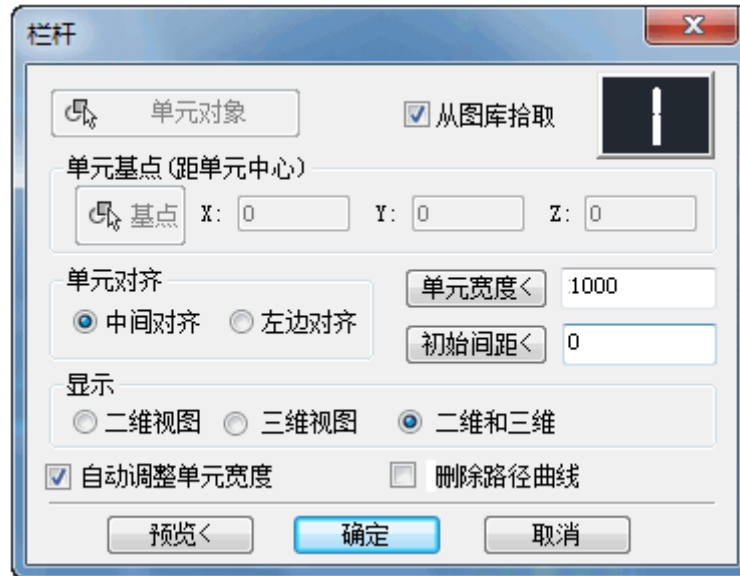 栏杆
单元对象 从图库拾取
单元基点(距单元中心)
基点 X: 0 Y: 0 Z: 0
单元对齐
中间对齐 左边对齐
单元宽度< 1000
初始间距< 0
显示
二维视图 三维视图 二维和三维
自动调整单元宽度 删除路径曲线
预览< 确定 取消